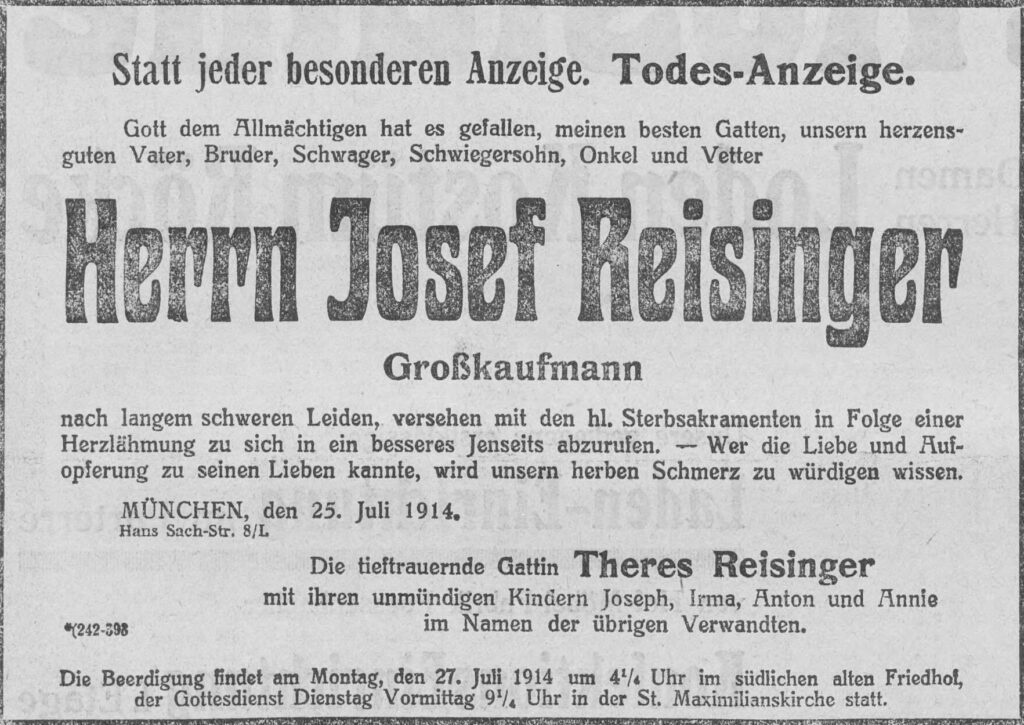 Statt jeder besonderen Anzeige. Todes-Anzeige.
Gott dem Allmächtigen hat es gefallen, meinen besten Gatten, unsern herzens-
guten Vater, Bruder, Schwager, Schwiegersohn, Onkel und Vetter
Herrn Josef Reisinger
Großkaufmann
nach langem schweren Leiden, versehen mit den hl. Sterbsakramenten in Folge einer
Herzlähmung zu sich in ein besseres Jenseits abzurufen. — Wer die Liebe und Auf-
opferung zu seinen Lieben kannte, wird unsern herben Schmerz zu würdigen wissen.
MÜNCHEN, den 25. Juli 1914.
Hans Sach-Str. 8/I.
Die tieftrauernde Gattin Theres Reisinger
mit ihren unmündigen Kindern Joseph, Irma, Anton und Annie
im Namen der übrigen Verwandten.
*(242-398
Die Beerdigung findet am Montag, den 27. Juli 1914 um 4¼ Uhr im südlichen alten Friedhof,
der Gottesdienst Dienstag Vormittag 9¼ Uhr in der St. Maximilianskirche statt.